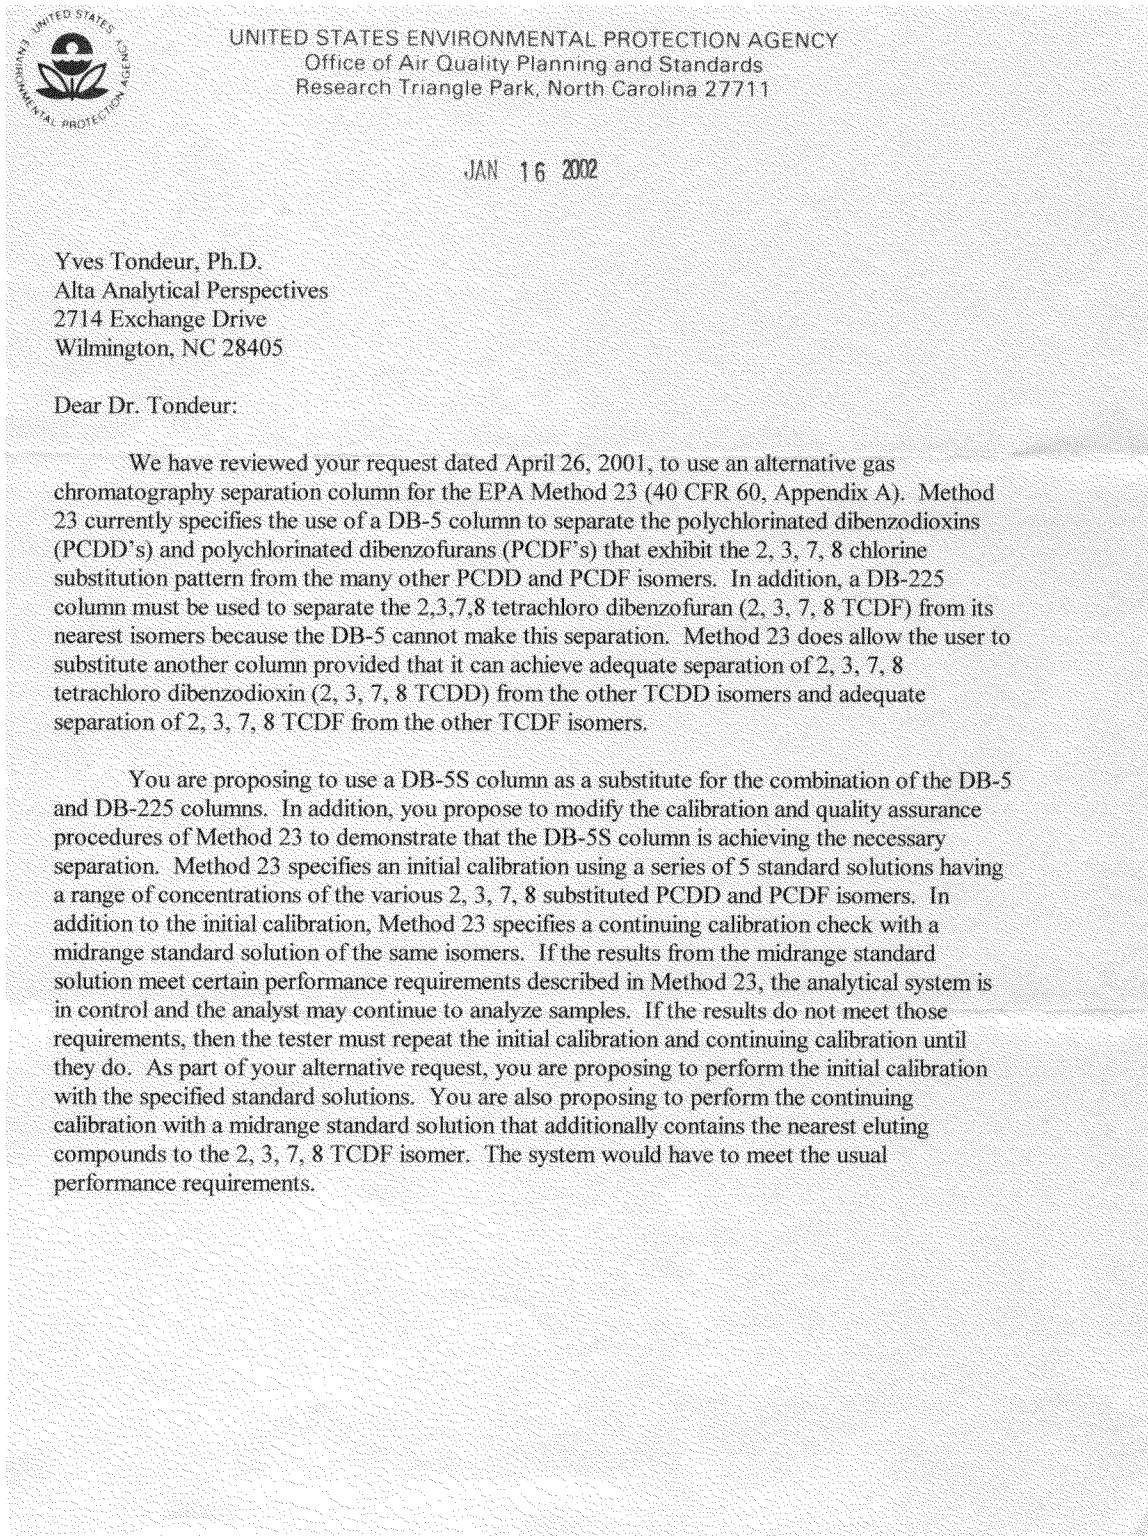 UNITED STATES
ENVIRONMENTAL PROTECTION AGENCY
UNITED STATES ENVIRONMENTAL PROTECTION AGENCY
Office of Air Quality Planning and Standards
Research Triangle Park, North Carolina 27711
JAN 16 2002
Yves Tondeur, Ph.D.
Alta Analytical Perspectives
2714 Exchange Drive
Wilmington, NC 28405
Dear Dr. Tondeur:
We have reviewed your request dated April 26, 2001, to use an alternative gas
chromatography separation column for the EPA Method 23 (40 CFR 60, Appendix A).  Method
23 currently specifies the use of a DB-5 column to separate the polychlorinated dibenzodioxins
(PCDD's) and polychlorinated dibenzofurans (PCDF's) that exhibit the 2, 3, 7, 8 chlorine
substitution pattern from the many other PCDD and PCDF isomers.  In addition, a DB-225
column must be used to separate the 2,3,7,8 tetrachloro dibenzofuran (2, 3, 7, 8 TCDF) from its
nearest isomers because the DB-5 cannot make this separation.  Method 23 does allow the user to
substitute another column provided that it can achieve adequate separation of 2, 3, 7, 8
tetrachloro dibenzodioxin (2, 3, 7, 8 TCDD) from the other TCDD isomers and adequate
separation of 2, 3, 7, 8 TCDF from the other TCDF isomers.
You are proposing to use a DB-5S column as a substitute for the combination of the DB-5
and DB-225 columns.  In addition, you propose to modify the calibration and quality assurance
procedures of Method 23 to demonstrate that the DB-5S column is achieving the necessary
separation.  Method 23 specifies an initial calibration using a series of 5 standard solutions having
a range of concentrations of the various 2, 3, 7, 8 substituted PCDD and PCDF isomers.  In
addition to the initial calibration, Method 23 specifies a continuing calibration check with a
midrange standard solution of the same isomers.  If the results from the midrange standard
solution meet certain performance requirements described in Method 23, the analytical system is
in control and the analyst may continue to analyze samples.  If the results do not meet those
requirements, then the tester must repeat the initial calibration and continuing calibration until
they do.  As part of your alternative request, you are proposing to perform the initial calibration
with the specified standard solutions.  You are also proposing to perform the continuing
calibration with a midrange standard solution that additionally contains the nearest eluting
compounds to the 2, 3, 7, 8 TCDF isomer.  The system would have to meet the usual
performance requirements.